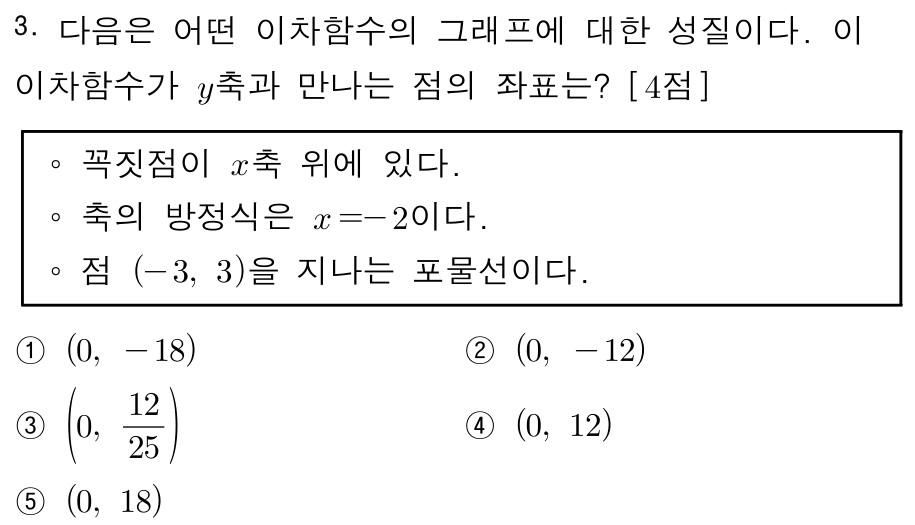 3. 다음은 어떤 이차함수의 그래프에 대한 성질이다. 이
이차함수가 y축과 만나는 점의 좌표는? [4점]
◦ 꼭짓점이 x축 위에 있다.
◦ 축의 방정식은 x=-2이다.
◦ 점 (-3, 3)을 지나는 포물선이다.
① (0, -18) ② (0, -12)
③ (0, 12/25) ④ (0, 12)
⑤ (0, 18)